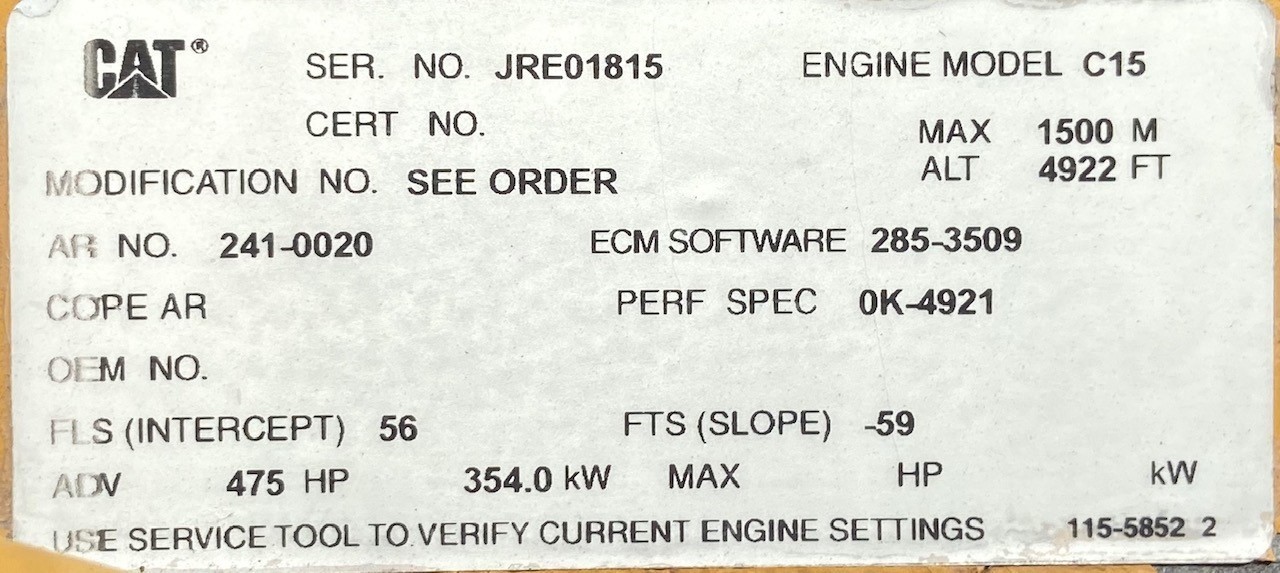 CAT® SER. NO. JRE01815 ENGINE MODEL C15
CERT NO. MAX 1500 M
ALT 4922 FT
MODIFICATION NO. SEE ORDER
AR NO. 241-0020 ECM SOFTWARE 285-3509
COPE AR PERF SPEC 0K-4921
OEM NO.
FLS (INTERCEPT) 56 FTS (SLOPE) -59
ADV 475 HP 354.0 kW MAX HP kW
USE SERVICE TOOL TO VERIFY CURRENT ENGINE SETTINGS 115-5852 2